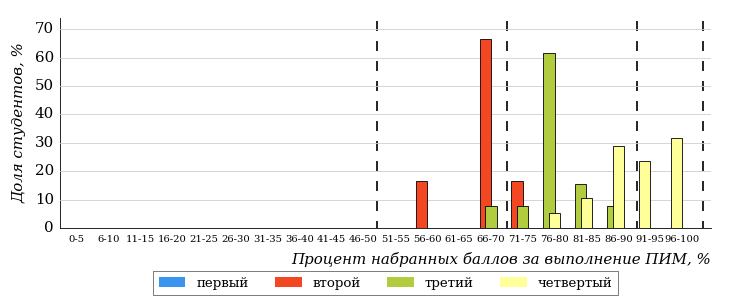 Доля студентов, %
70
60
50
40
30
20
10
0
0-5 6-10 11-15 16-20 21-25 26-30 31-35 36-40 41-45 46-50 51-55 56-60 61-65 66-70 71-75 76-80 81-85 86-90 91-95 96-100
Процент набранных баллов за выполнение ПИМ, %
первый второй третий четвертый